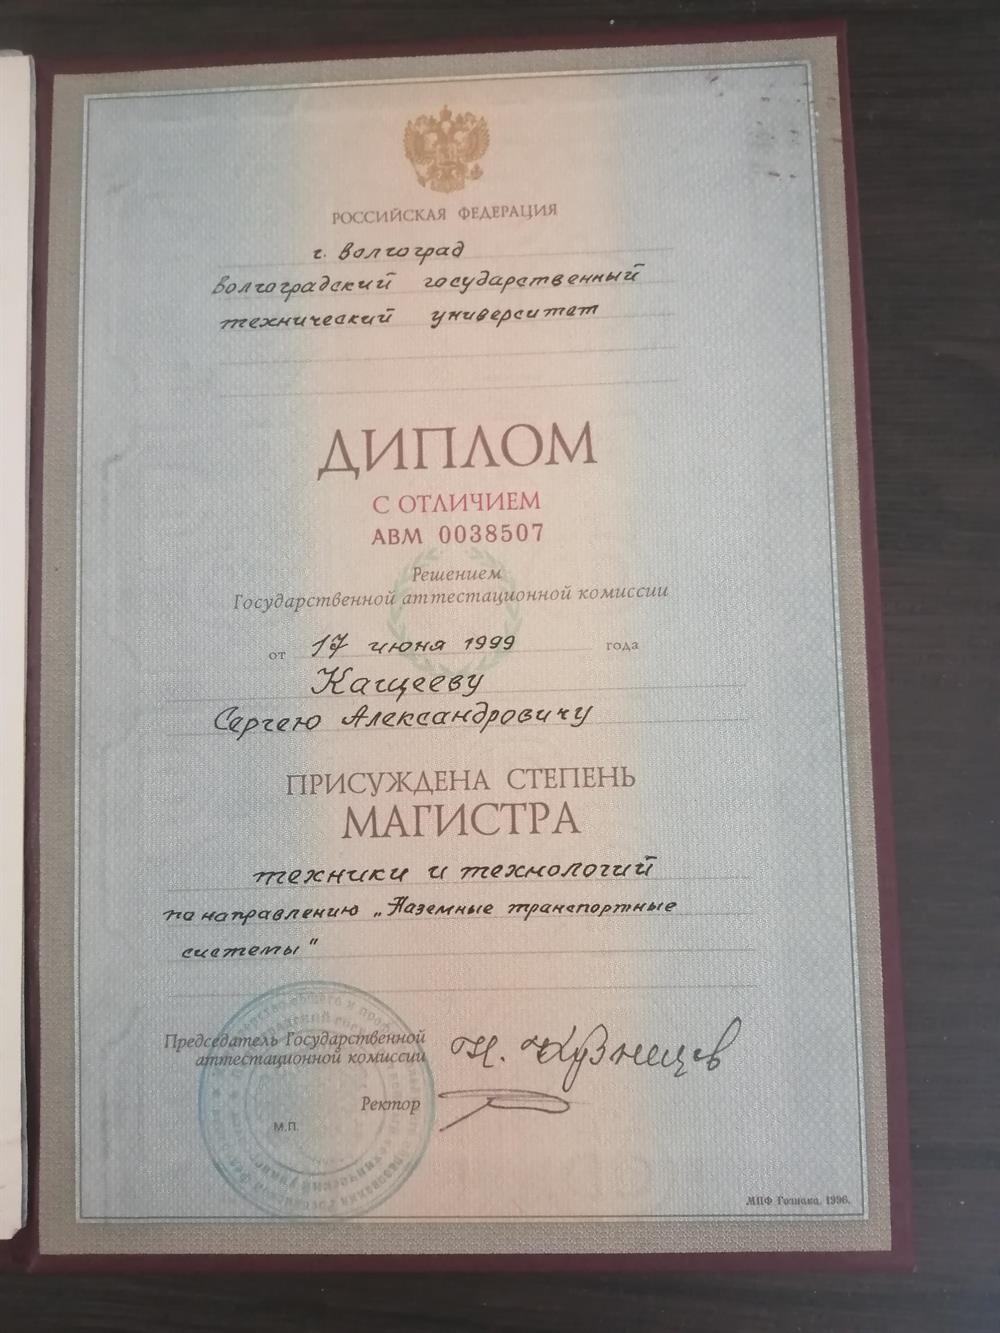 РОССИЙСКАЯ ФЕДЕРАЦИЯ
г. Волгоград
Волгоградский государственный
технический университет
ДИПЛОМ
С ОТЛИЧИЕМ
АВМ 0038507
Решением
Государственной аттестационной комиссии
от 17 июня 1999 года
Кащееву
Сергею Александровичу
ПРИСУЖДЕНА СТЕПЕНЬ
МАГИСТРА
техники и технологий
по направлению „Наземные транспортные
системы"
Председатель Государственной
аттестационной комиссии Н. Кузнецов
Ректор
М.П.
МПФ Гознака. 1996.